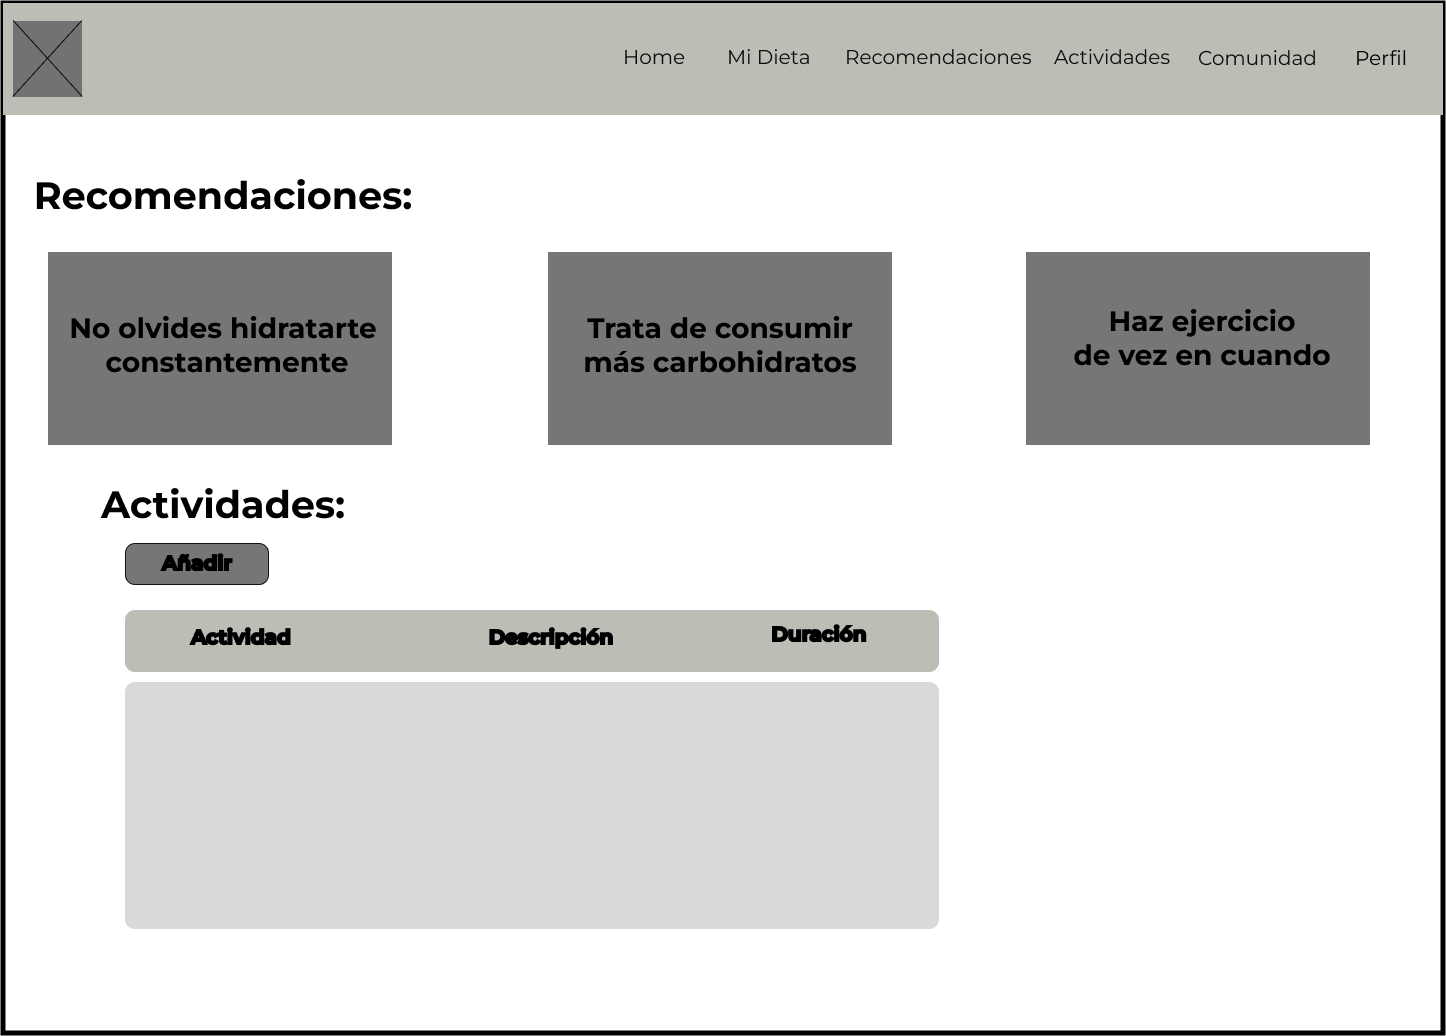 Home Mi Dieta Recomendaciones Actividades Comunidad Perfil
Recomendaciones:
No olvides hidratarte
constantemente
Trata de consumir
más carbohidratos
Haz ejercicio
de vez en cuando
Actividades:
Añadir
Actividad Descripción Duración